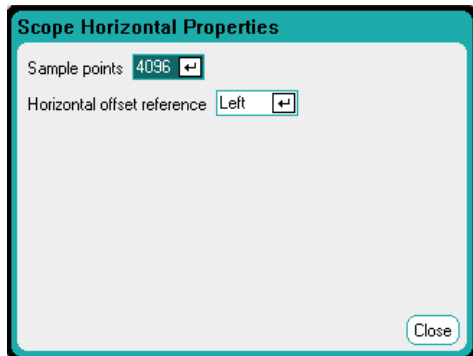 Scope Horizontal Properties
Sample points 4096
Horizontal offset reference Left
Close